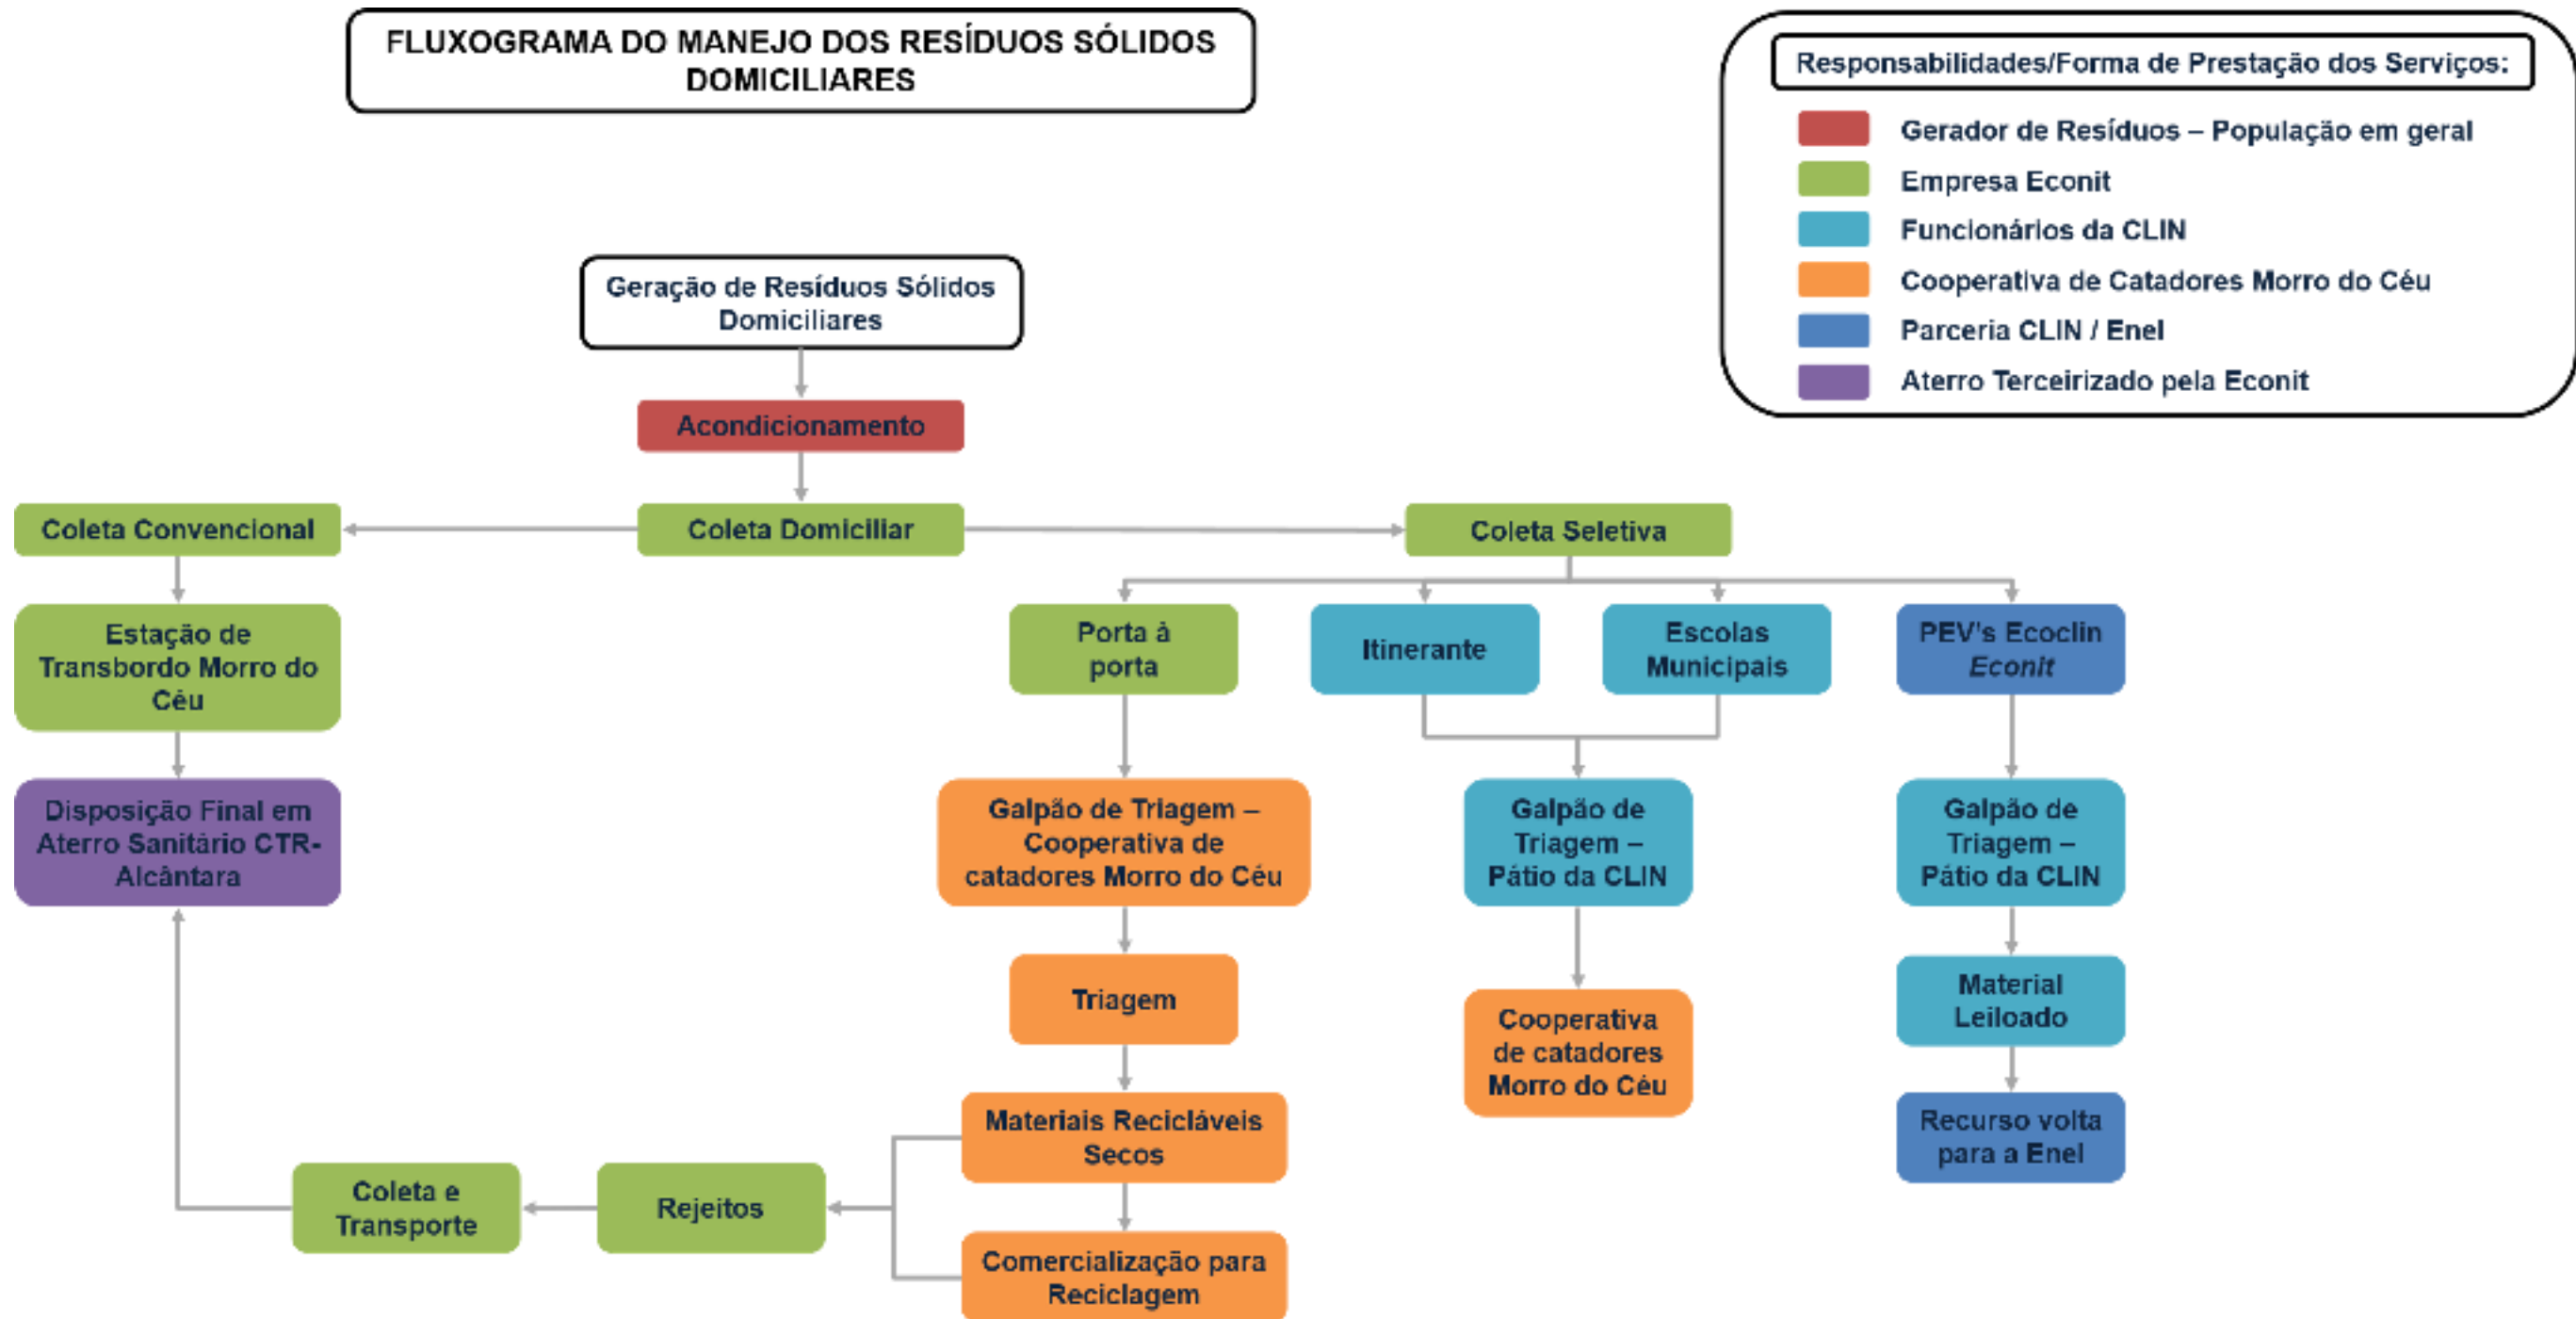 FLUXOGRAMA DO MANEJO DOS RESÍDUOS SÓLIDOS
DOMICILIARES
Responsabilidades/Forma de Prestação dos Serviços:
Gerador de Resíduos – População em geral
Empresa Econit
Funcionários da CLIN
Cooperativa de Catadores Morro do Céu
Parceria CLIN / Enel
Aterro Terceirizado pela Econit
Geração de Resíduos Sólidos
Domiciliares
Acondicionamento
Coleta Convencional
Coleta Domiciliar
Coleta Seletiva
Estação de
Transbordo Morro do
Céu
Porta à
porta
Itinerante
Escolas
Municipais
PEV's Ecoclin
Econit
Disposição Final em
Aterro Sanitário CTR-
Alcântara
Galpão de Triagem –
Cooperativa de
catadores Morro do Céu
Galpão de
Triagem –
Pátio da CLIN
Galpão de
Triagem –
Pátio da CLIN
Triagem
Cooperativa
de catadores
Morro do Céu
Material
Leiloado
Materiais Recicláveis
Secos
Recurso volta
para a Enel
Coleta e
Transporte
Rejeitos
Comercialização para
Reciclagem